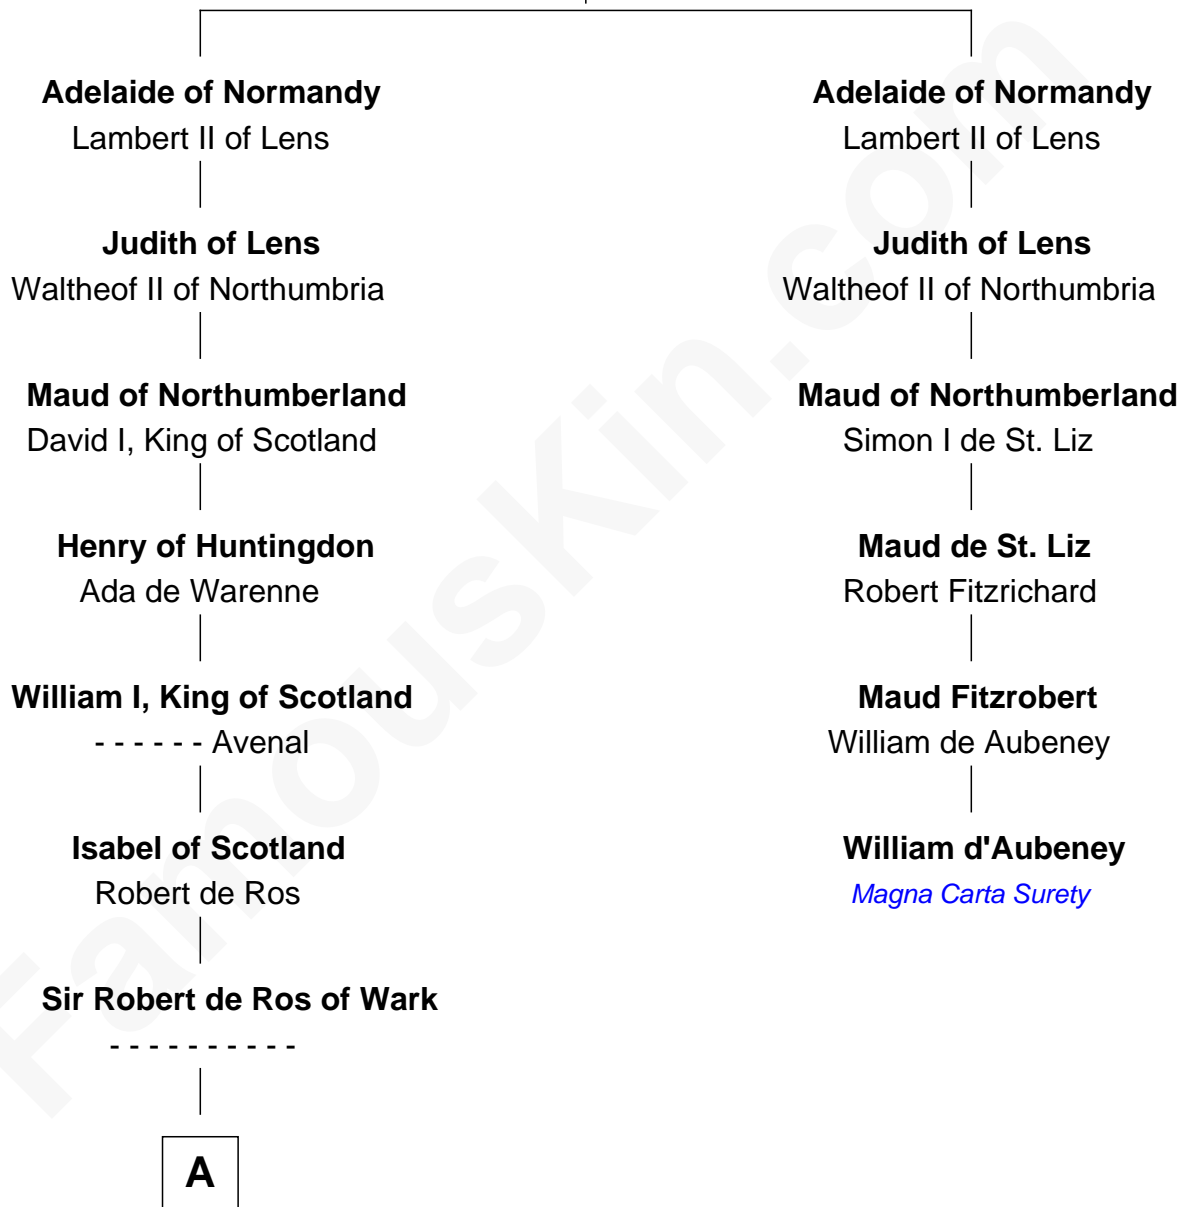 Adelaide of Normandy
Lambert II of Lens
Judith of Lens
Waltheof II of Northumbria
Maud of Northumberland
David I, King of Scotland
Henry of Huntingdon
Ada de Warenne
William I, King of Scotland
- - - - - - Avenal
Isabel of Scotland
Robert de Ros
Sir Robert de Ros of Wark
- - - - - - - - - -
A
Adelaide of Normandy
Lambert II of Lens
Judith of Lens
Waltheof II of Northumbria
Maud of Northumberland
Simon I de St. Liz
Maud de St. Liz
Robert Fitzrichard
Maud Fitzrobert
William de Aubeney
William d'Aubeney
Magna Carta Surety
FamousKin.com